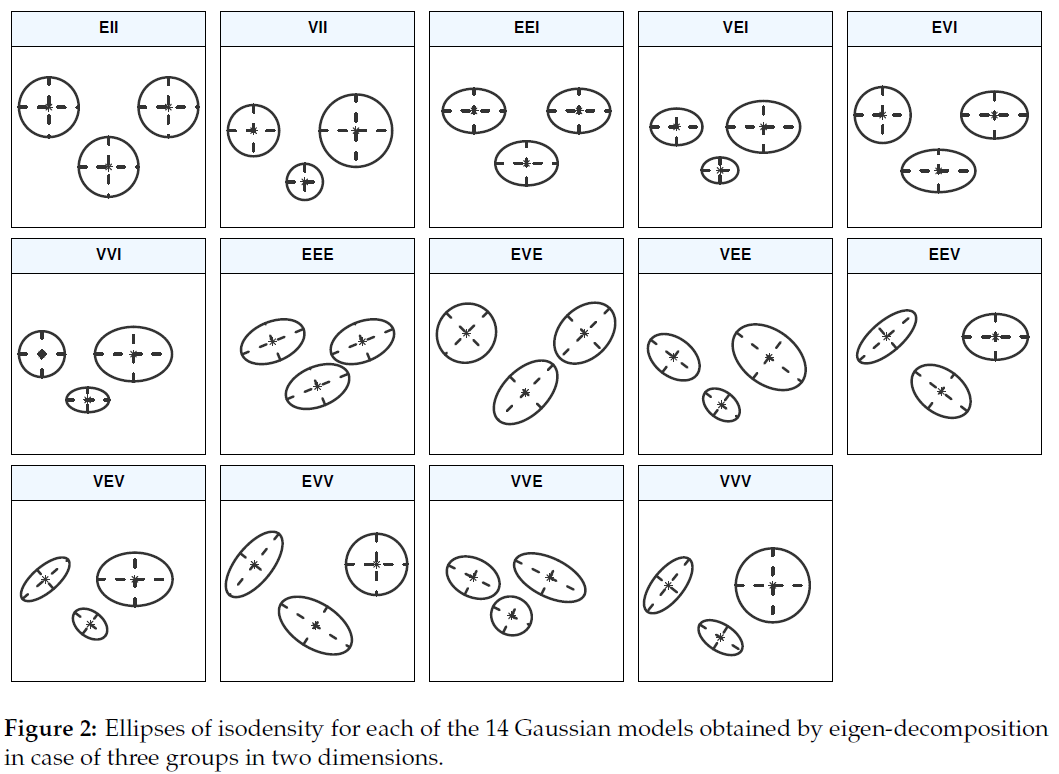 EII
VII
EEI
VEI
EVI
VVI
EEE
EVE
VEE
EEV
VEV
EVV
VVE
VVV
Figure 2: Ellipses of isodensity for each of the 14 Gaussian models obtained by eigen-decomposition
in case of three groups in two dimensions.